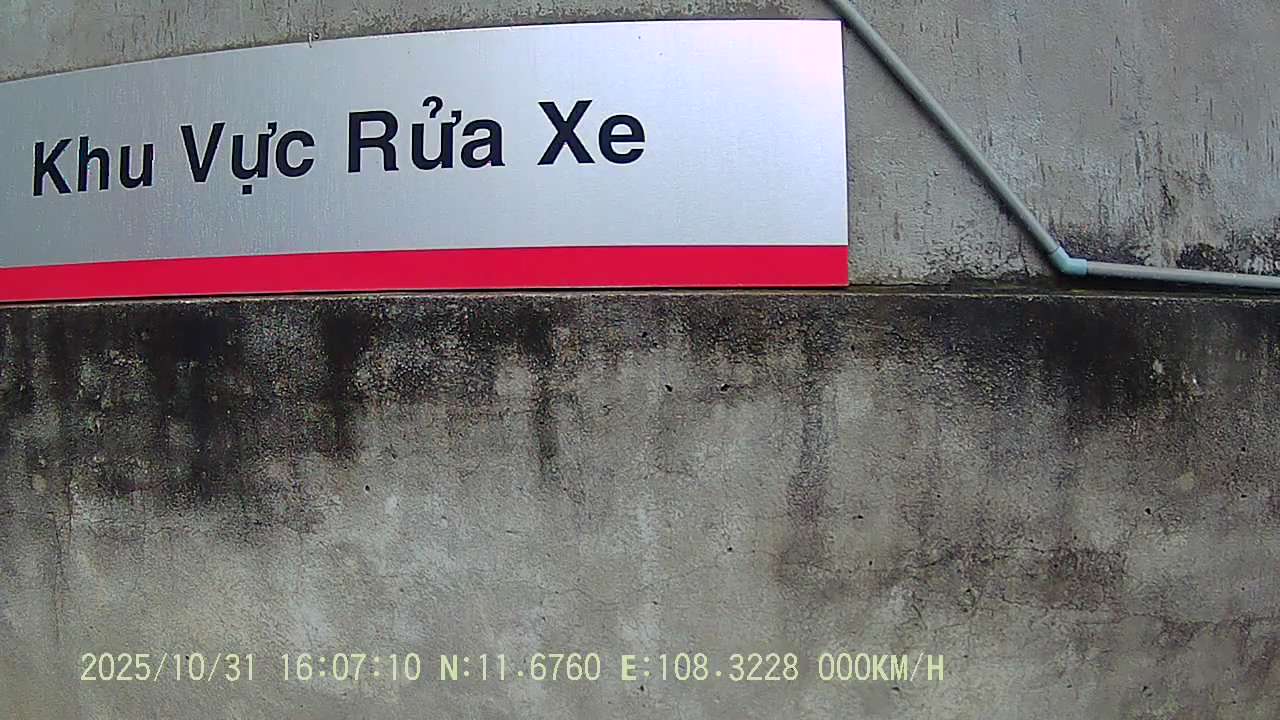 Khu Vực Rửa Xe
2025/10/31 16:07:10 N:11.6760 E:108.3228 000KM/H